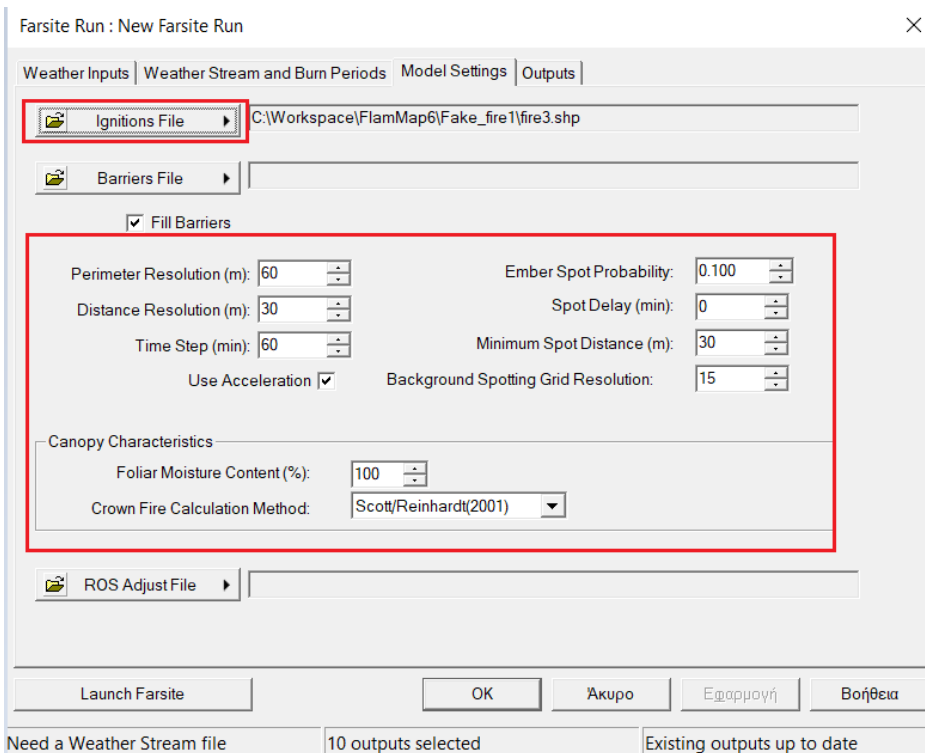 Farsite Run : New Farsite Run
Weather Inputs Weather Stream and Burn Periods Model Settings Outputs
Ignitions File C:\Workspace\FlamMap6\Fake_fire1\fire3.shp
Barriers File
Fill Barriers
Perimeter Resolution (m): 60 Ember Spot Probability: 0.100
Distance Resolution (m): 30 Spot Delay (min): 0
Time Step (min): 60 Minimum Spot Distance (m): 30
Use Acceleration Background Spotting Grid Resolution: 15
Canopy Characteristics
Foliar Moisture Content (%): 100
Crown Fire Calculation Method: Scott/Reinhardt(2001)
ROS Adjust File
Launch Farsite OK Άκυρο Εφαρμογή Βοήθεια
Need a Weather Stream file 10 outputs selected Existing outputs up to date